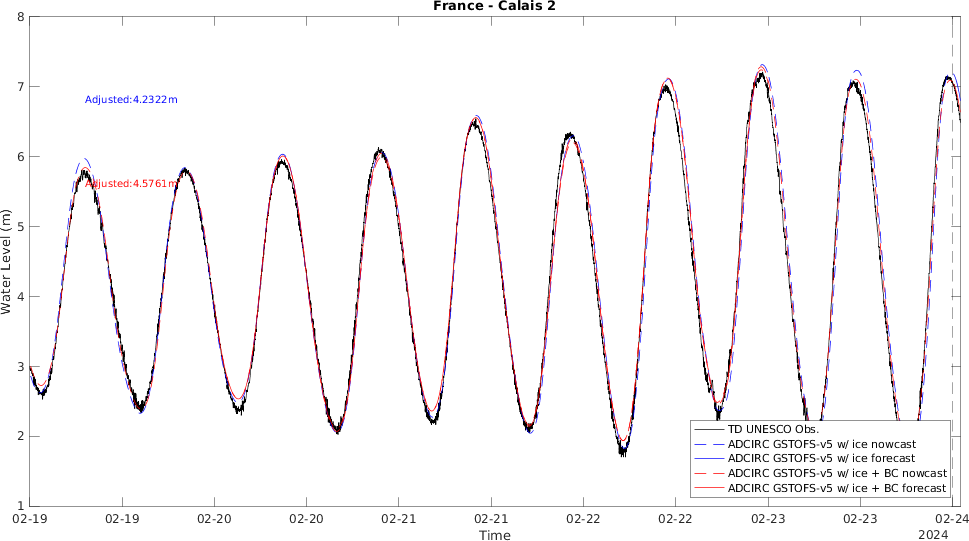 France - Calais 2
8
7
6
5
4
3
2
1
Water Level (m)
Adjusted:4.2322m
Adjusted:4.5761m
TD UNESCO Obs.
ADCIRC GSTOFS-v5 w/ ice nowcast
ADCIRC GSTOFS-v5 w/ ice forecast
ADCIRC GSTOFS-v5 w/ ice + BC nowcast
ADCIRC GSTOFS-v5 w/ ice + BC forecast
02-19 02-19 02-20 02-20 02-21 02-21 02-22 02-22 02-23 02-23 02-24
Time
2024